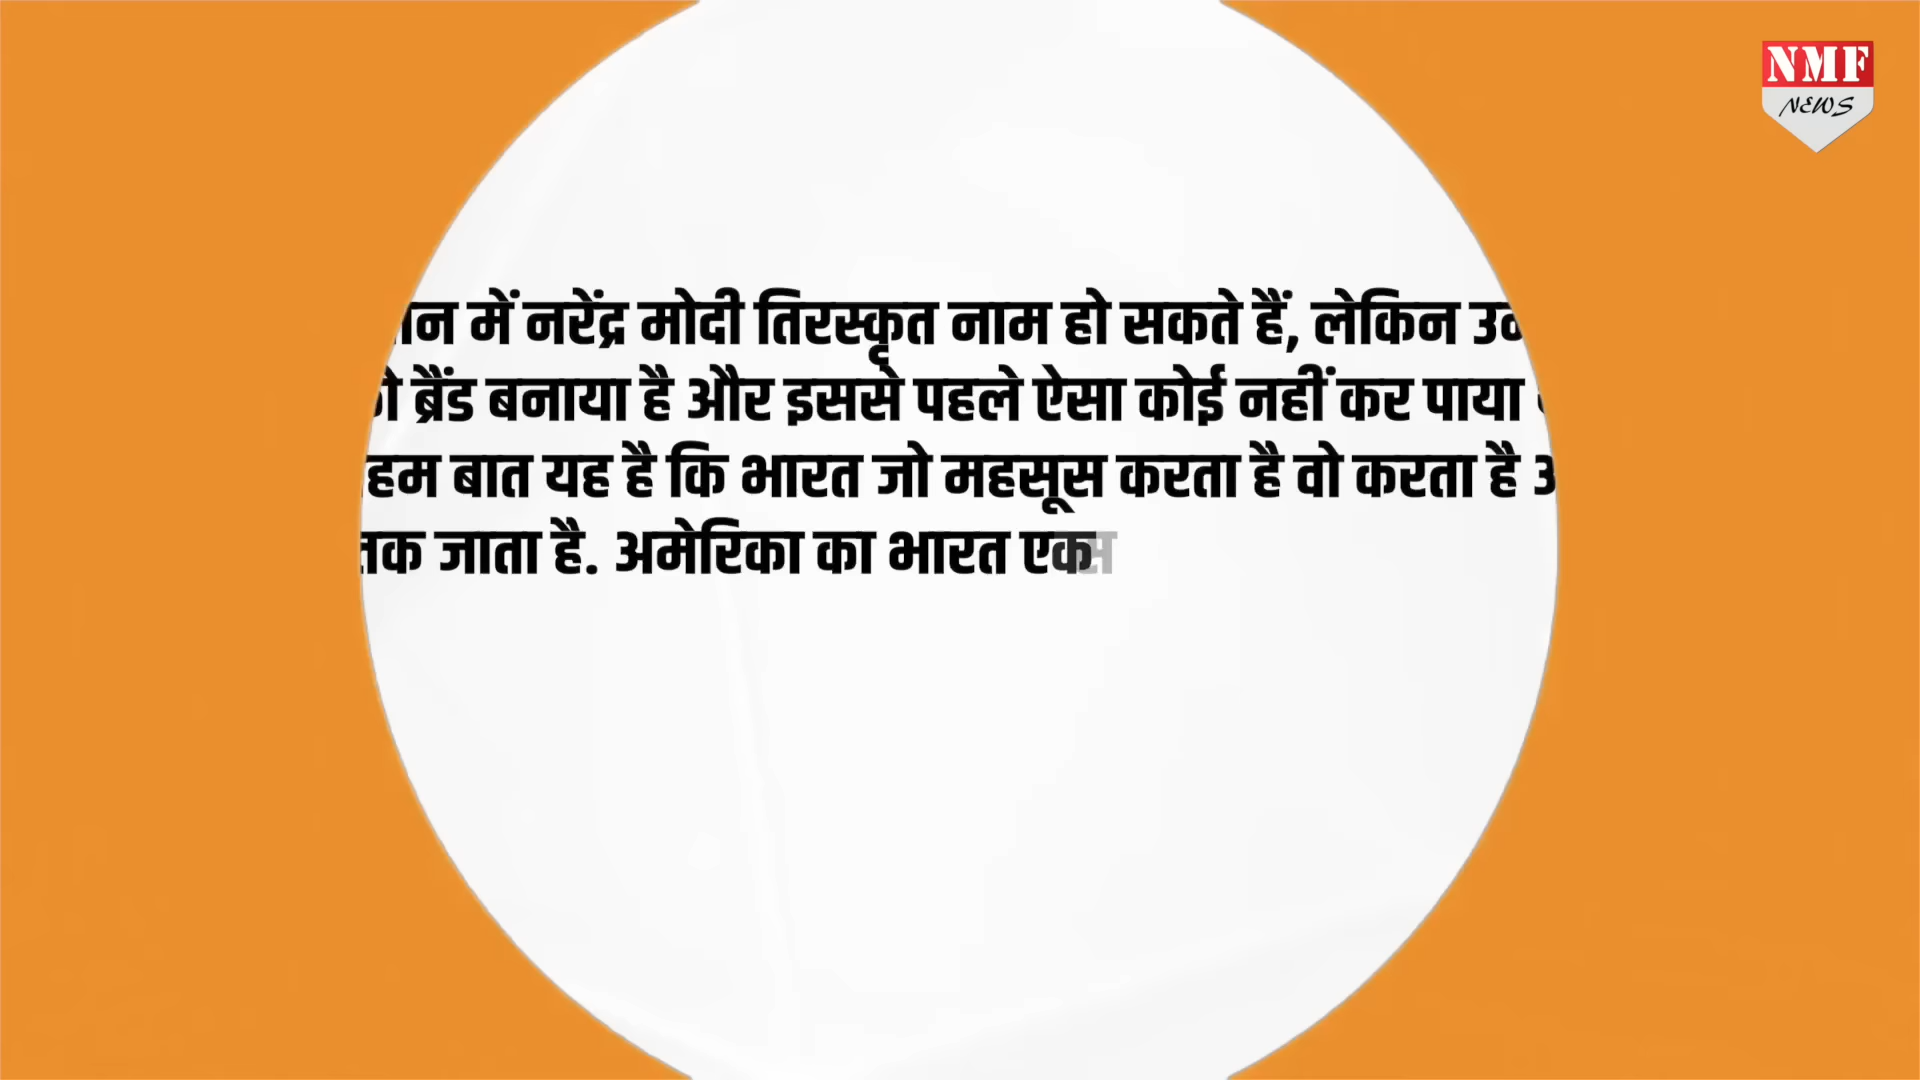 NMF
NEWS
में नरेंद्र मोदी तिरस्कृत नाम हो सकते हैं, लेकिन
ब्रैंड बनाया है और इससे पहले ऐसा कोई नहीं कर पाया
बात यह है कि भारत जो महसूस करता है वो करता है
तक जाता है. अमेरिका का भारत